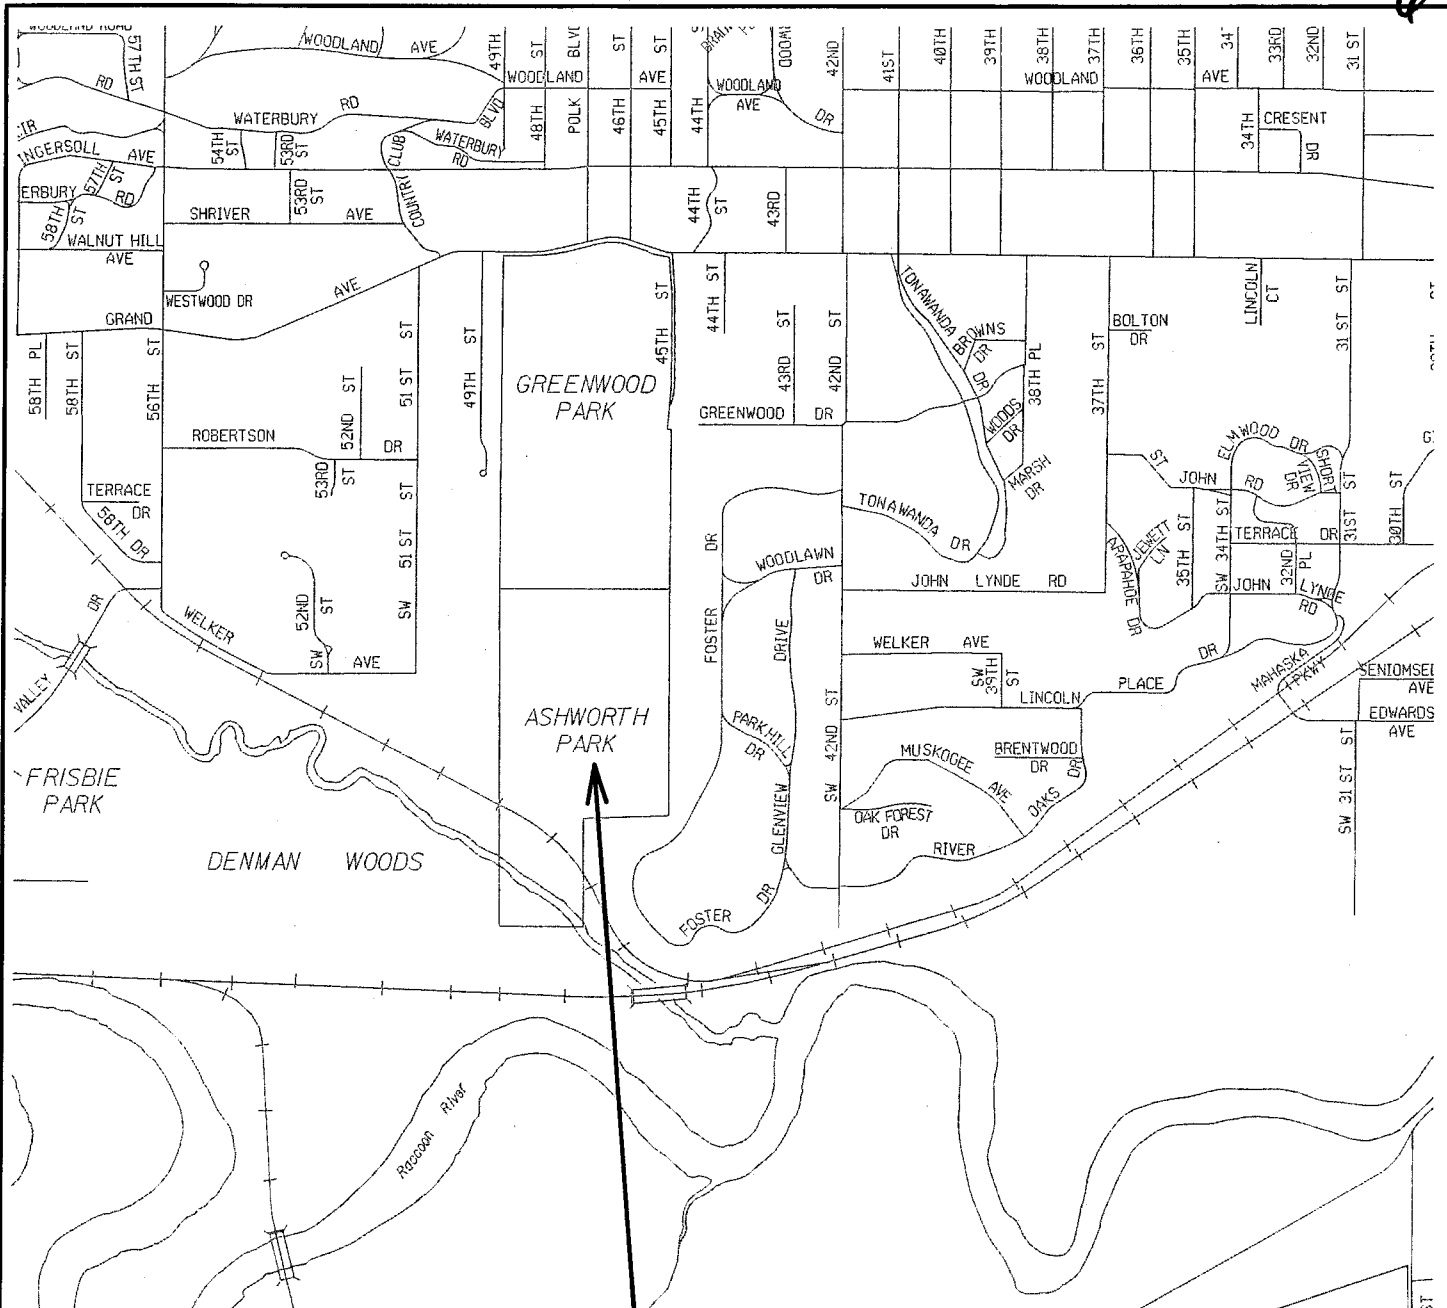 WOODLAND ROAD
57TH ST
WOODLAND AVE
49TH
ST
POLK BLVD
ST
ST
42ND
41ST
40TH
39TH
38TH
37TH
36TH
35TH
33RD
32ND
31 ST
WOODLAND AVE
WOODLAND AVE
WOODLAND AVE
RD
WATERBURY RD
BLVD
48TH
46TH
45TH
44TH
DR
34TH
CRESENT DR
INGERSOLL AVE
54TH ST
53RD ST
COUNTRY CLUB
WATERBURY RD
57TH ST
ERBURY RD
58TH ST
53RD ST
SHRIVER AVE
44TH ST
43RD
WALNUT HILL AVE
WESTWOOD DR
GRAND AVE
58TH PL
58TH ST
56TH ST
51 ST ST
49TH ST
45TH ST
44TH ST
43RD ST
42ND ST
TONAWANDA DR
BROWNS DR
38TH PL
37TH ST
BOLTON DR
LINCOLN CT
31 ST ST
GREENWOOD PARK
GREENWOOD DR
WOODS DR
MARSH DR
ROBERTSON DR
52ND ST
53RD ST
TERRACE DR
58TH DR
SW 51 ST ST
TONAWANDA DR
ST JOHN RD
ELMWOOD DR
VIEW DR
SHORT
31ST ST
30TH ST
TERRACE DR
SW 34TH ST
35TH ST
JEWETT LN
ARAPAHOE DR
32ND PL
JOHN LYNDE RD
JOHN LYNDE RD
FOSTER DR
WOODLAWN DR
SW 52ND ST
WELKER AVE
VALLEY DR
GLENVIEW DRIVE
WELKER AVE
SW 39TH ST
LINCOLN PLACE DR
MAHASKA PKWY
EDWARDS AVE
ASHWORTH PARK
PARK HILL DR
SW 42ND ST
MUSKOGEE AVE
BRENTWOOD DR
RIVER OAKS DR
OAK FOREST DR
SW 31 ST ST
FRISBIE PARK
DENMAN WOODS
FOSTER DR
Raccoon River
ST